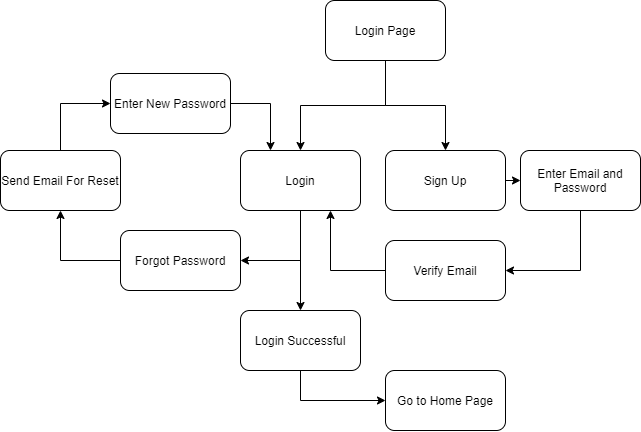 Login Page
Enter New Password
Send Email For Reset
Login
Sign Up
Enter Email and
Password
Forgot Password
Verify Email
Login Successful
Go to Home Page